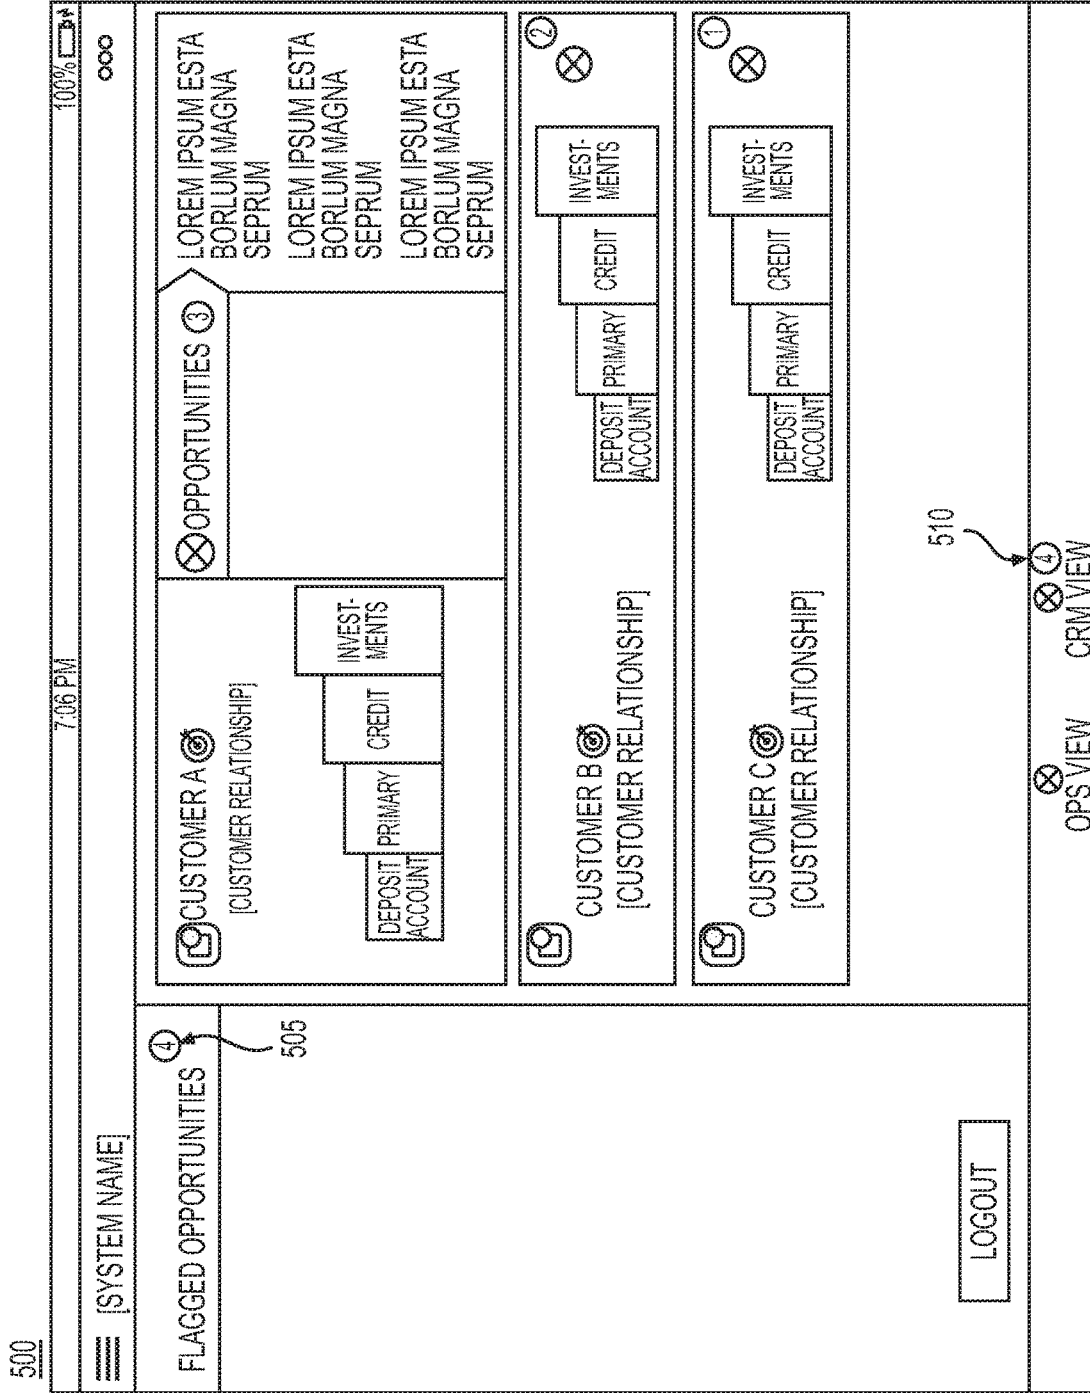 500
7:06 PM
100%
[SYSTEM NAME]
FLAGGED OPPORTUNITIES
4
505
LOGOUT
CUSTOMER A
[CUSTOMER RELATIONSHIP]
DEPOSIT
ACCOUNT
PRIMARY
CREDIT
INVEST-
MENTS
OPPORTUNITIES 3
LOREM IPSUM ESTA
BORLUM MAGNA
SEPRUM
LOREM IPSUM ESTA
BORLUM MAGNA
SEPRUM
LOREM IPSUM ESTA
BORLUM MAGNA
SEPRUM
CUSTOMER B
[CUSTOMER RELATIONSHIP]
DEPOSIT
ACCOUNT
PRIMARY
CREDIT
INVEST-
MENTS
2
CUSTOMER C
[CUSTOMER RELATIONSHIP]
DEPOSIT
ACCOUNT
PRIMARY
CREDIT
INVEST-
MENTS
1
510
4
OPS VIEW
CRM VIEW